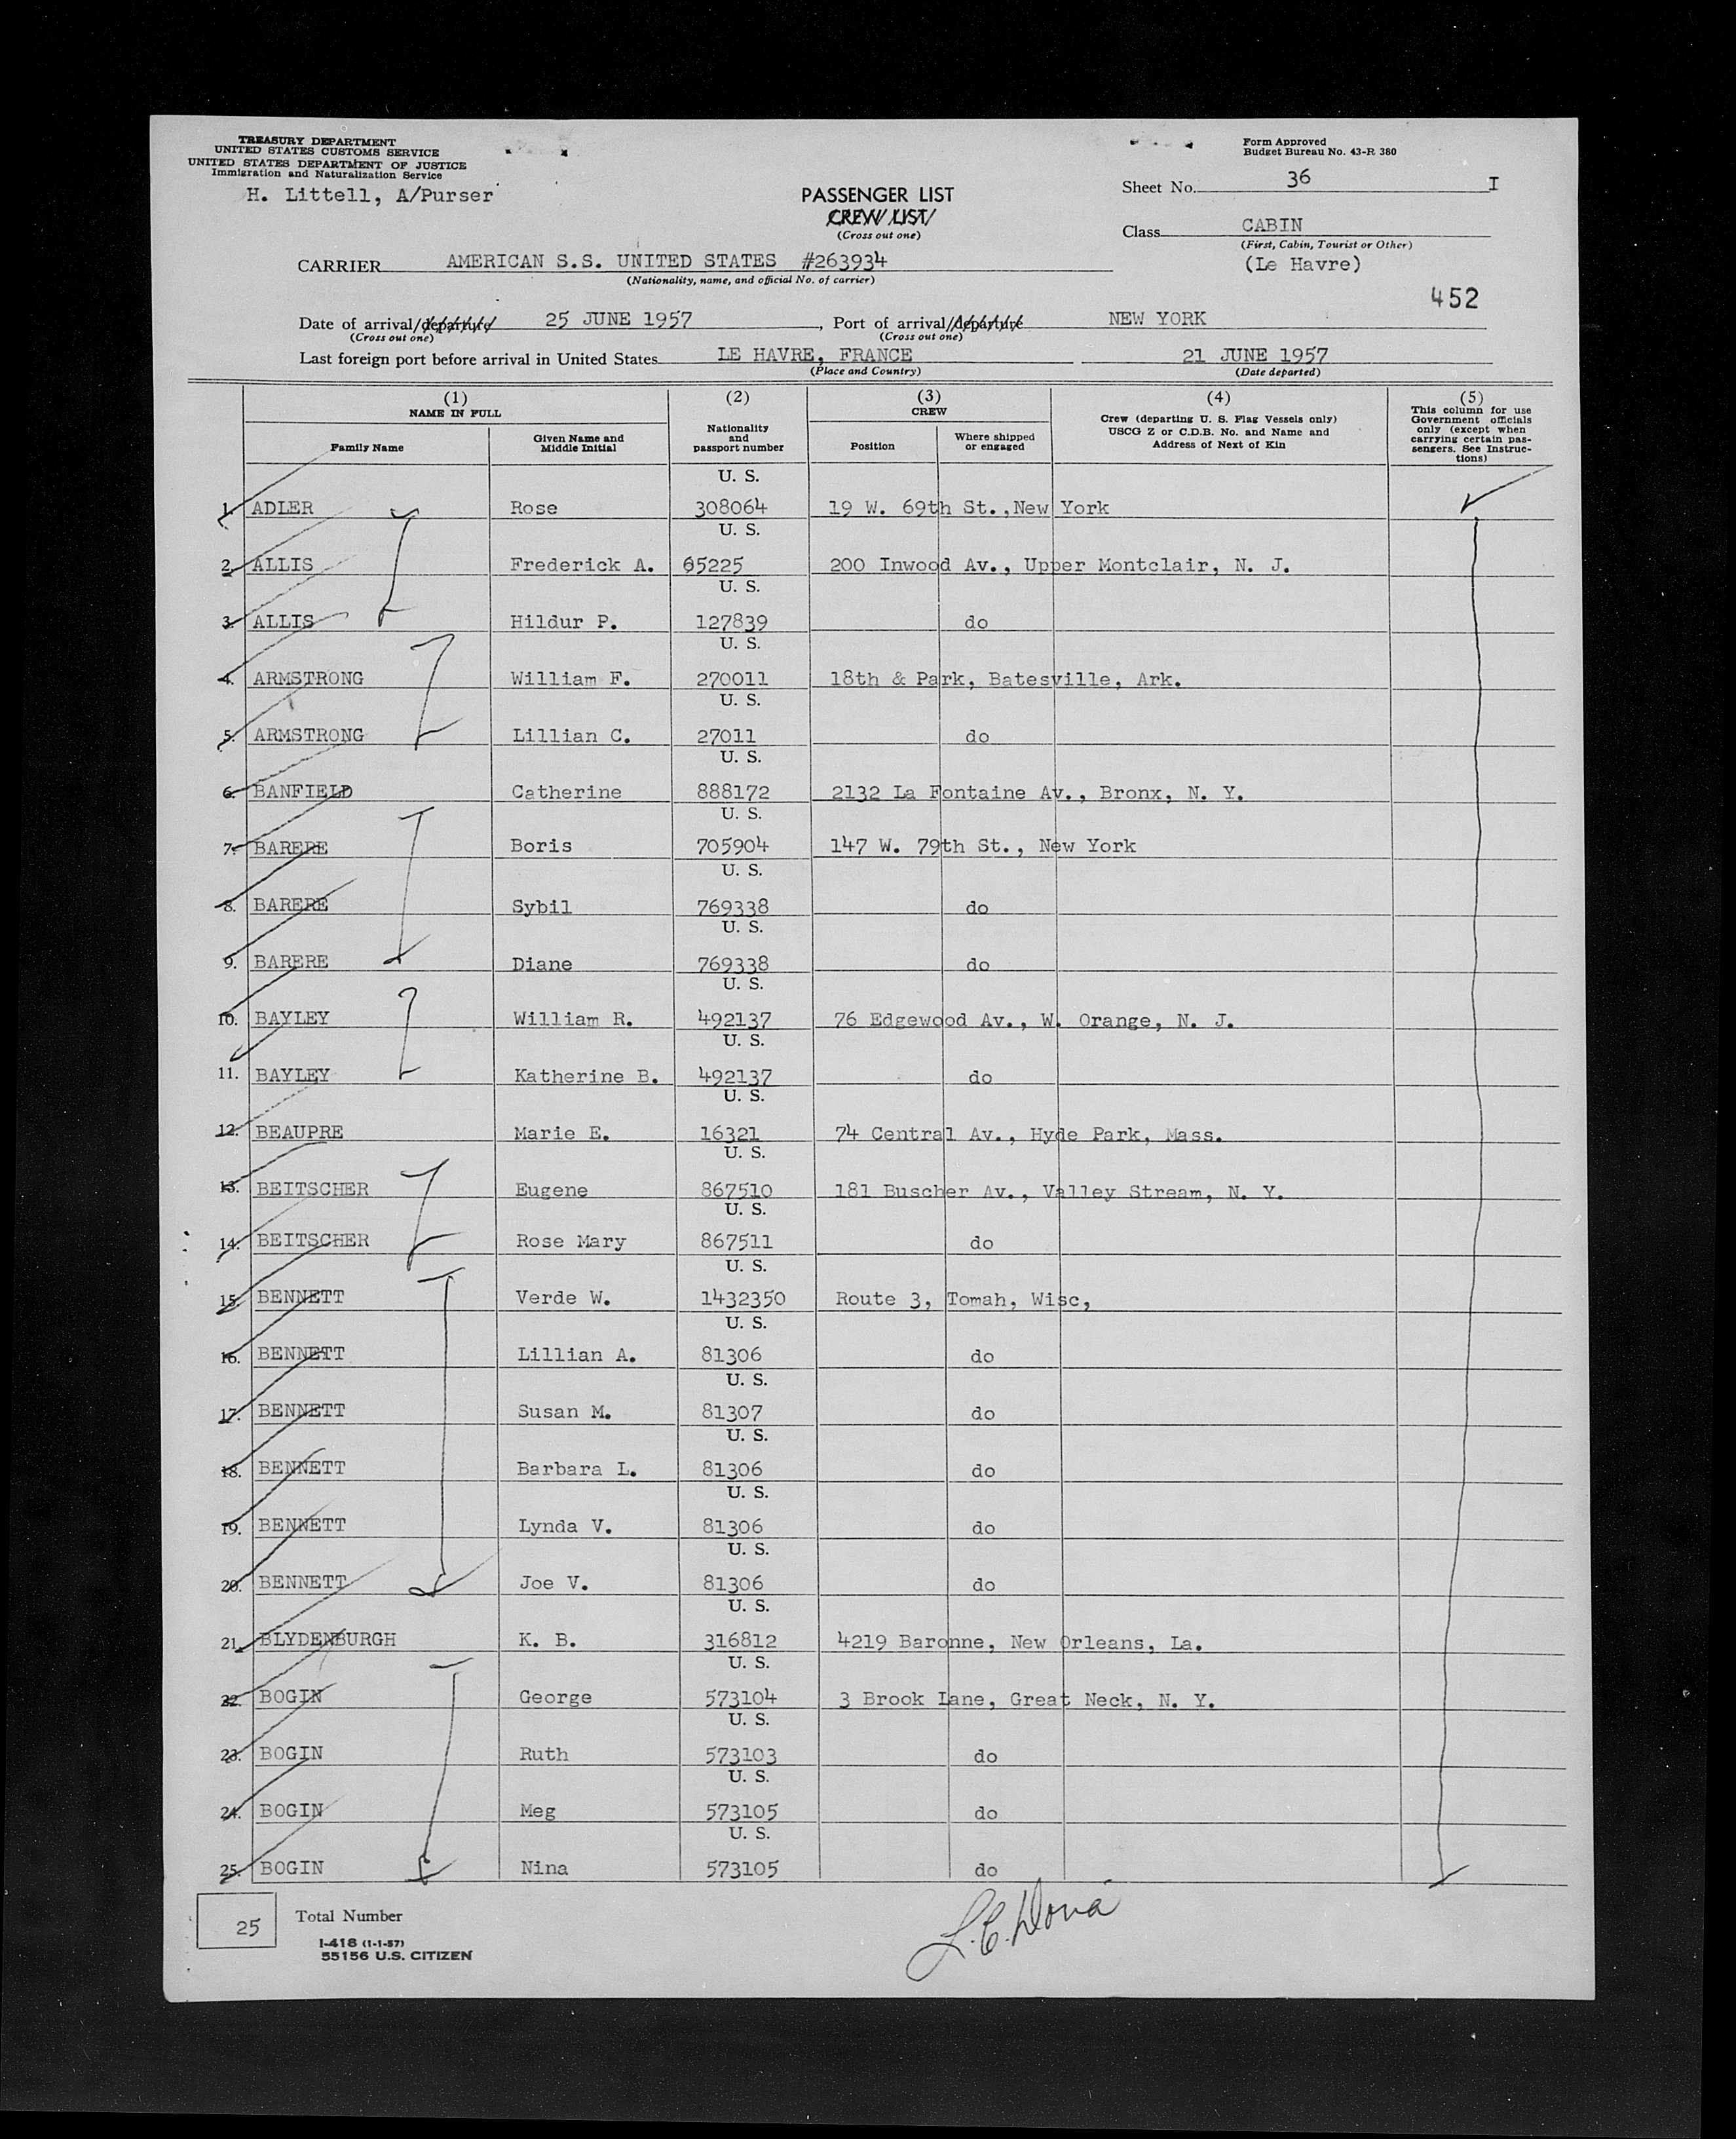 TREASURY DEPARTMENT
UNITED STATES CUSTOMS SERVICE
UNITED STATES DEPARTMENT OF JUSTICE
Immigration and Naturalization Service
H. Littell, A/Purser
Form Approved
Budget Bureau No. 43-R 380
PASSENGER LIST
CREW LIST
(Cross out one)
Sheet No. 36 I
Class CABIN
(First, Cabin, Tourist or Other)
(Le Havre)
CARRIER AMERICAN S.S. UNITED STATES #263934
(Nationality, name, and official No. of carrier)
452
Date of arrival/departure 25 JUNE 1957, Port of arrival/departure NEW YORK
(Cross out one) (Cross out one)
Last foreign port before arrival in United States LE HAVRE, FRANCE 21 JUNE 1957
(Place and Country) (Date departed)
(1) NAME IN FULL
Family Name
Given Name and Middle Initial
(2) Nationality and passport number
(3) CREW
Position
Where shipped or engaged
(4) Crew (departing U. S. Flag Vessels only) USCG Z or C.D.B. No. and Name and Address of Next of Kin
(5) This column for use Government officials only (except when carrying certain passengers. See Instructions)
U. S.
1. ADLER Rose 308064 19 W. 69th St.,New York
U. S.
2. ALLIS Frederick A. 65225 200 Inwood Av., Upper Montclair, N. J.
U. S.
3. ALLIS Hildur P. 127839 do
U. S.
4. ARMSTRONG William F. 270011 18th & Park, Batesville, Ark.
U. S.
5. ARMSTRONG Lillian C. 27011 do
U. S.
6. BANFIELD Catherine 888172 2132 La Fontaine Av., Bronx, N. Y.
U. S.
7. BARERE Boris 705904 147 W. 79th St., New York
U. S.
8. BARERE Sybil 769338 do
U. S.
9. BARERE Diane 769338 do
U. S.
10. BAYLEY William R. 492137 76 Edgewood Av., W. Orange, N. J.
U. S.
11. BAYLEY Katherine B. 492137 do
U. S.
12. BEAUPRE Marie E. 16321 74 Central Av., Hyde Park, Mass.
U. S.
13. BEITSCHER Eugene 867510 181 Buscher Av., Valley Stream, N. Y.
U. S.
14. BEITSCHER Rose Mary 867511 do
U. S.
15. BENNETT Verde W. 1432350 Route 3, Tomah, Wisc,
U. S.
16. BENNETT Lillian A. 81306 do
U. S.
17. BENNETT Susan M. 81307 do
U. S.
18. BENNETT Barbara L. 81306 do
U. S.
19. BENNETT Lynda V. 81306 do
U. S.
20. BENNETT Joe V. 81306 do
U. S.
21. BLYDENBURGH K. B. 316812 4219 Baronne, New Orleans, La.
U. S.
22. BOGIN George 573104 3 Brook Lane, Great Neck, N. Y.
U. S.
23. BOGIN Ruth 573103 do
U. S.
24. BOGIN Meg 573105 do
U. S.
25. BOGIN Nina 573105 do
25 Total Number
I-418 (1-1-57)
55156 U.S. CITIZEN